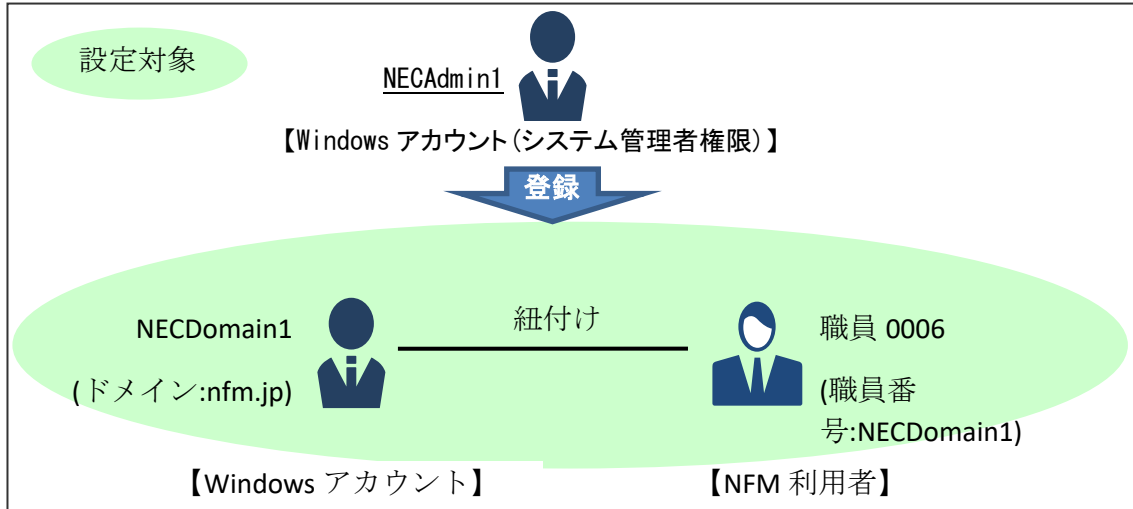 設定対象
NECAdmin1
【Windows アカウント(システム管理者権限)】
登録
NECDomain1
(ドメイン:nfm.jp)
紐付け
職員 0006
(職員番
号:NECDomain1)
【Windows アカウント】
【NFM 利用者】